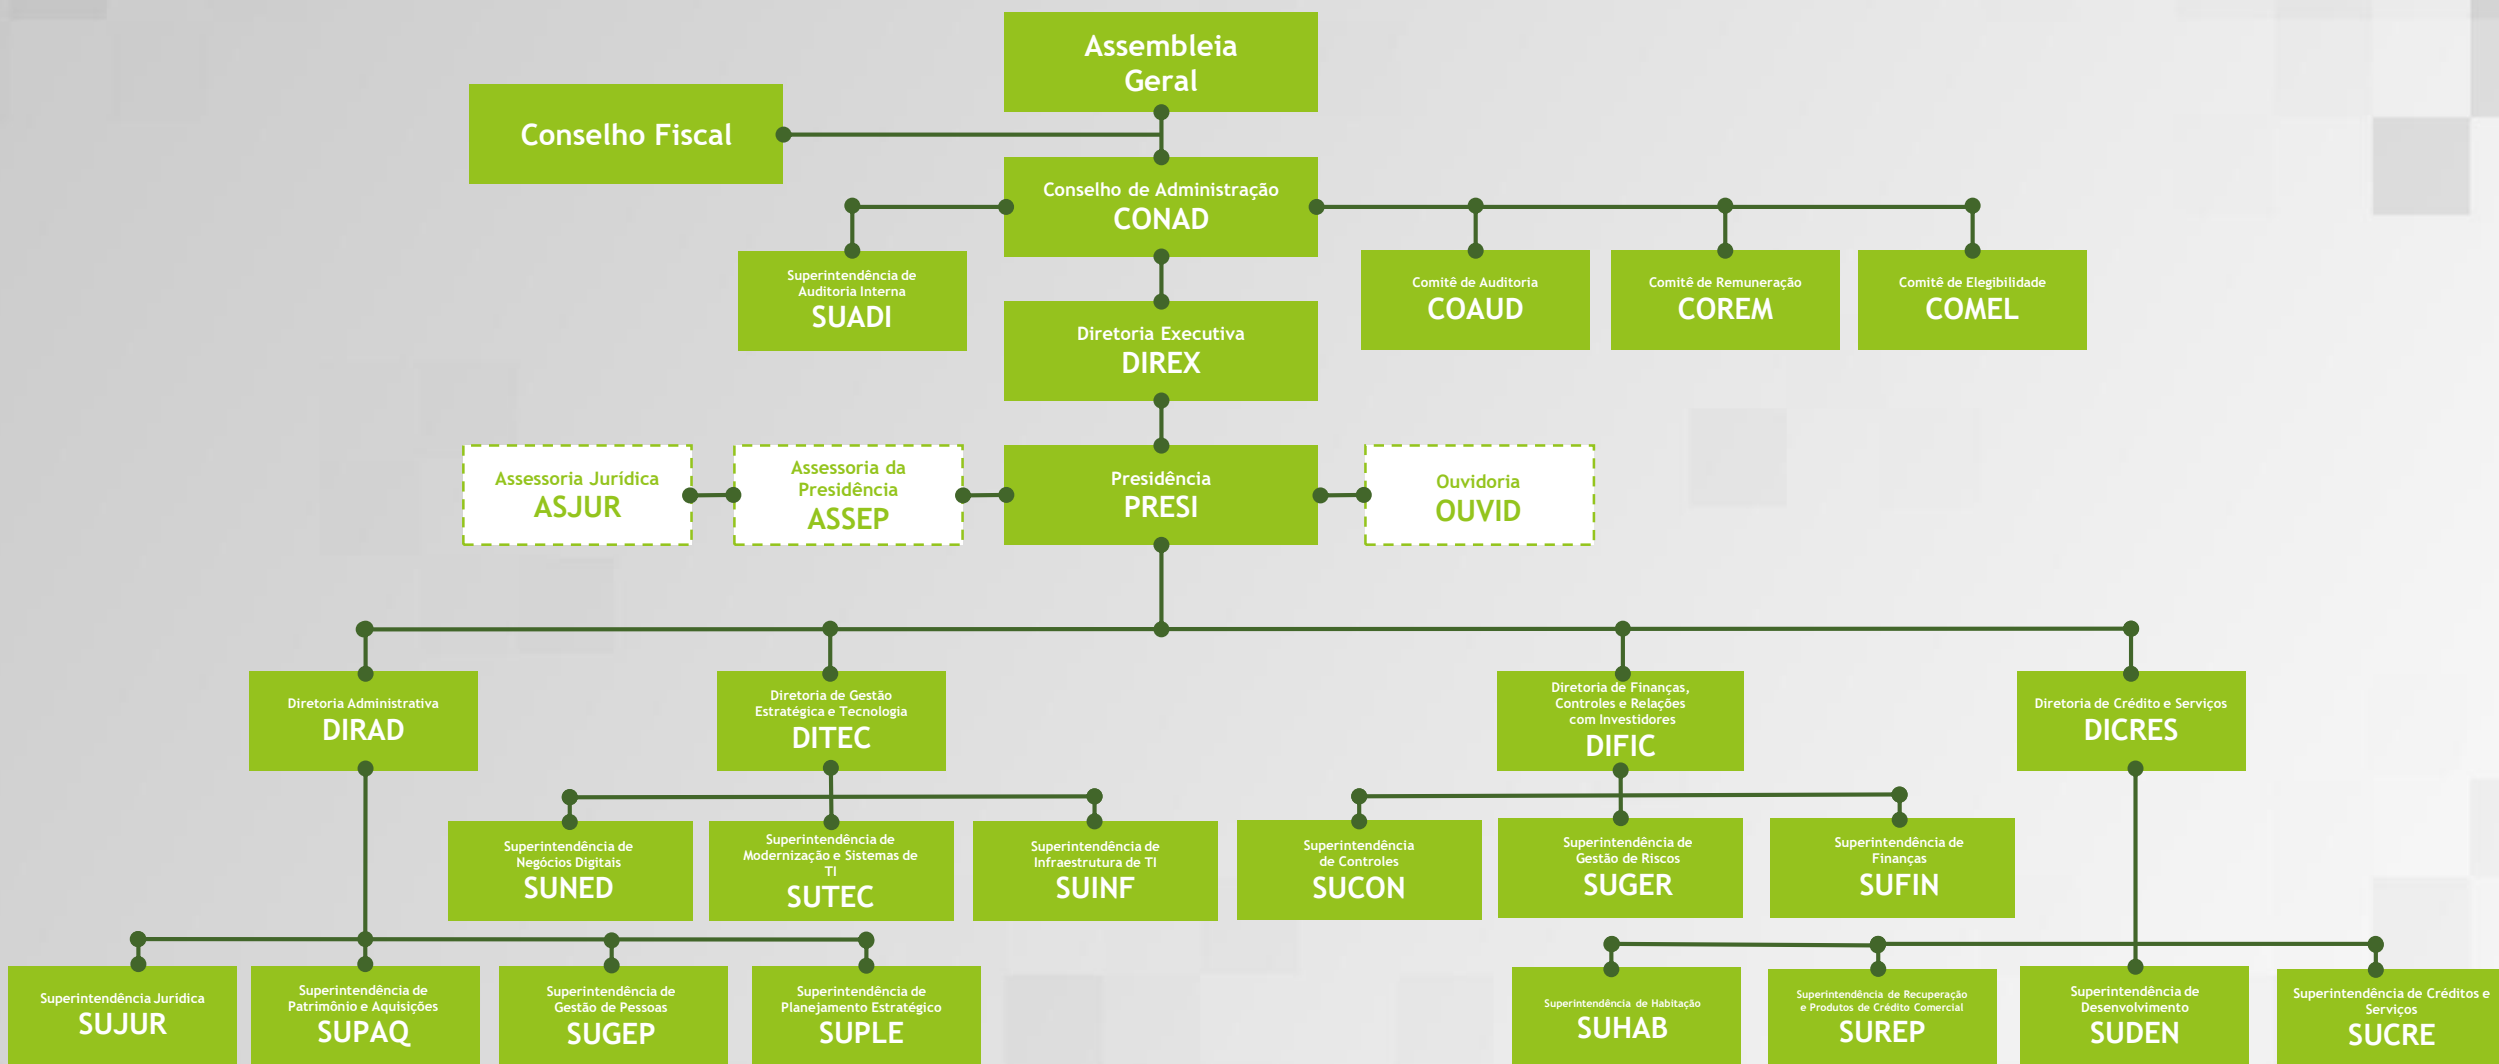 Assembleia
Geral
Conselho Fiscal
Conselho de Administração
CONAD
Superintendência de
Auditoria Interna
SUADI
Comitê de Auditoria
COAUD
Comitê de Remuneração
COREM
Comitê de Elegibilidade
COMEL
Diretoria Executiva
DIREX
Assessoria Jurídica
ASJUR
Assessoria da
Presidência
ASSEP
Presidência
PRESI
Ouvidoria
OUVID
Diretoria Administrativa
DIRAD
Diretoria de Gestão
Estratégica e Tecnologia
DITEC
Diretoria de Finanças,
Controles e Relações
com Investidores
DIFIC
Diretoria de Crédito e Serviços
DICRES
Superintendência de
Negócios Digitais
SUNED
Superintendência de
Modernização e Sistemas de
TI
SUTEC
Superintendência de
Infraestrutura de TI
SUINF
Superintendência
de Controles
SUCON
Superintendência de
Gestão de Riscos
SUGER
Superintendência de
Finanças
SUFIN
Superintendência Jurídica
SUJUR
Superintendência de
Patrimônio e Aquisições
SUPAQ
Superintendência de
Gestão de Pessoas
SUGEP
Superintendência de
Planejamento Estratégico
SUPLE
Superintendência de Habitação
SUHAB
Superintendência de Recuperação
e Produtos de Crédito Comercial
SUREP
Superintendência de
Desenvolvimento
SUDEN
Superintendência de Créditos e
Serviços
SUCRE